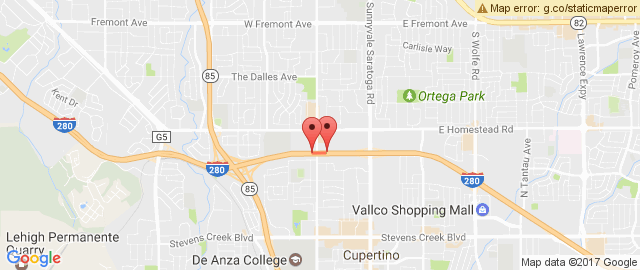 Map error: g.co/staticmaperror
W Fremont Ave
E Fremont Ave
82
Carlisle Way
Sunnyvale Saratoga Rd
S Wolfe Rd
Lawrence Expy
Pomeroy Ave
The Dalles Ave
85
Kent Dr
Ortega Park
280
G5
E Homestead Rd
280
85
280
N Tantau Ave
82
Vallco Shopping Mall
Lehigh Permanente
Quarry
Stevens Creek Blvd
Stevens Creek Blvd
De Anza College
Cupertino
Google
Map data ©2017 Google